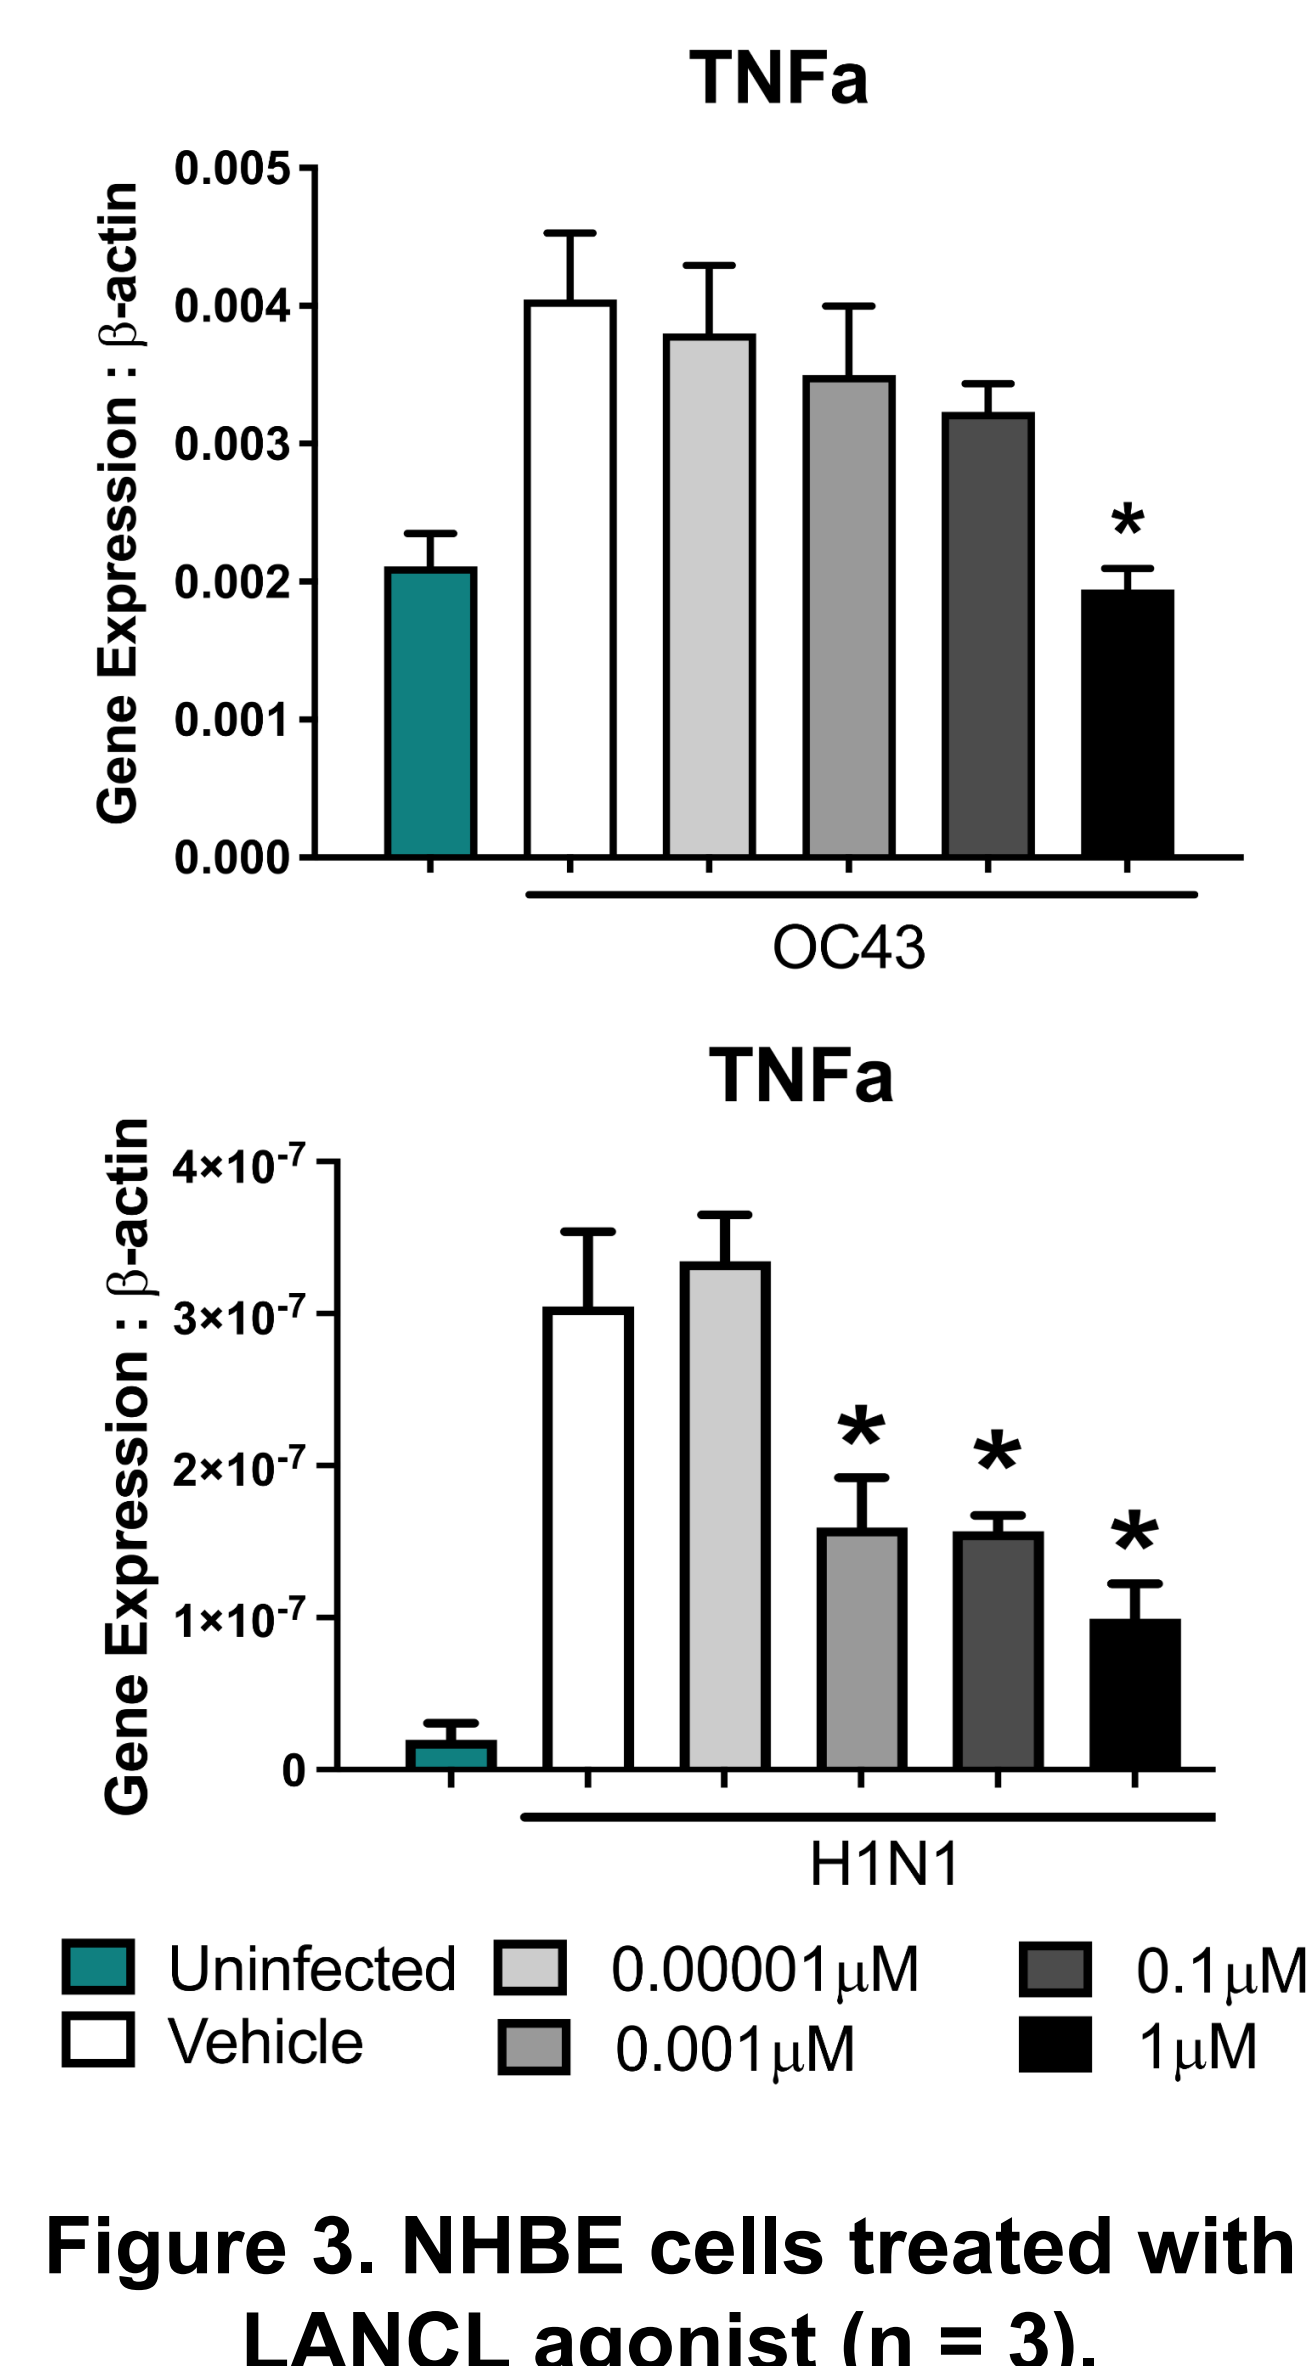 TNFa
Gene Expression : β-actin
0.005
0.004
0.003
0.002
0.001
0.000
*
OC43
TNFa
Gene Expression : β-actin
4×10⁻⁷
3×10⁻⁷
2×10⁻⁷
1×10⁻⁷
0
* * *
H1N1
Uninfected 0.00001µM 0.1µM
Vehicle 0.001µM 1µM
Figure 3. NHBE cells treated with
LANCL agonist (n = 3).